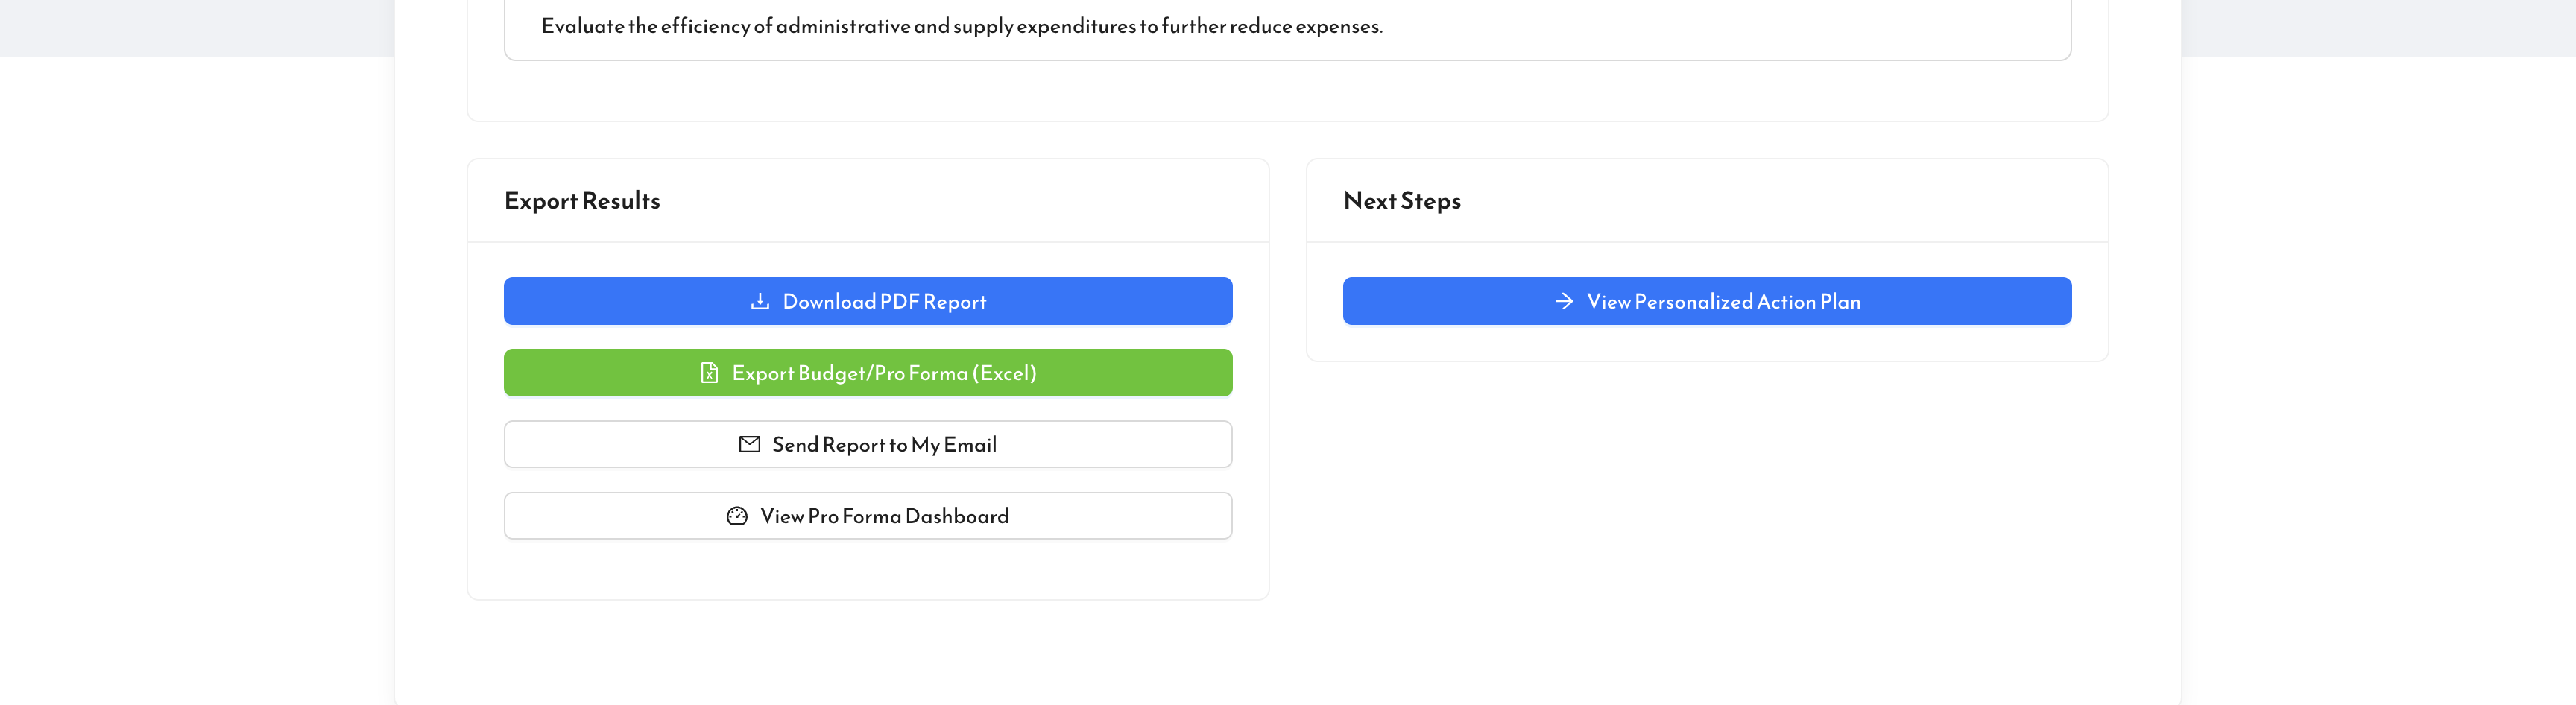 Evaluate the efficiency of administrative and supply expenditures to further reduce expenses.
Export Results
Download PDF Report
Export Budget/Pro Forma (Excel)
Send Report to My Email
View Pro Forma Dashboard
Next Steps
View Personalized Action Plan